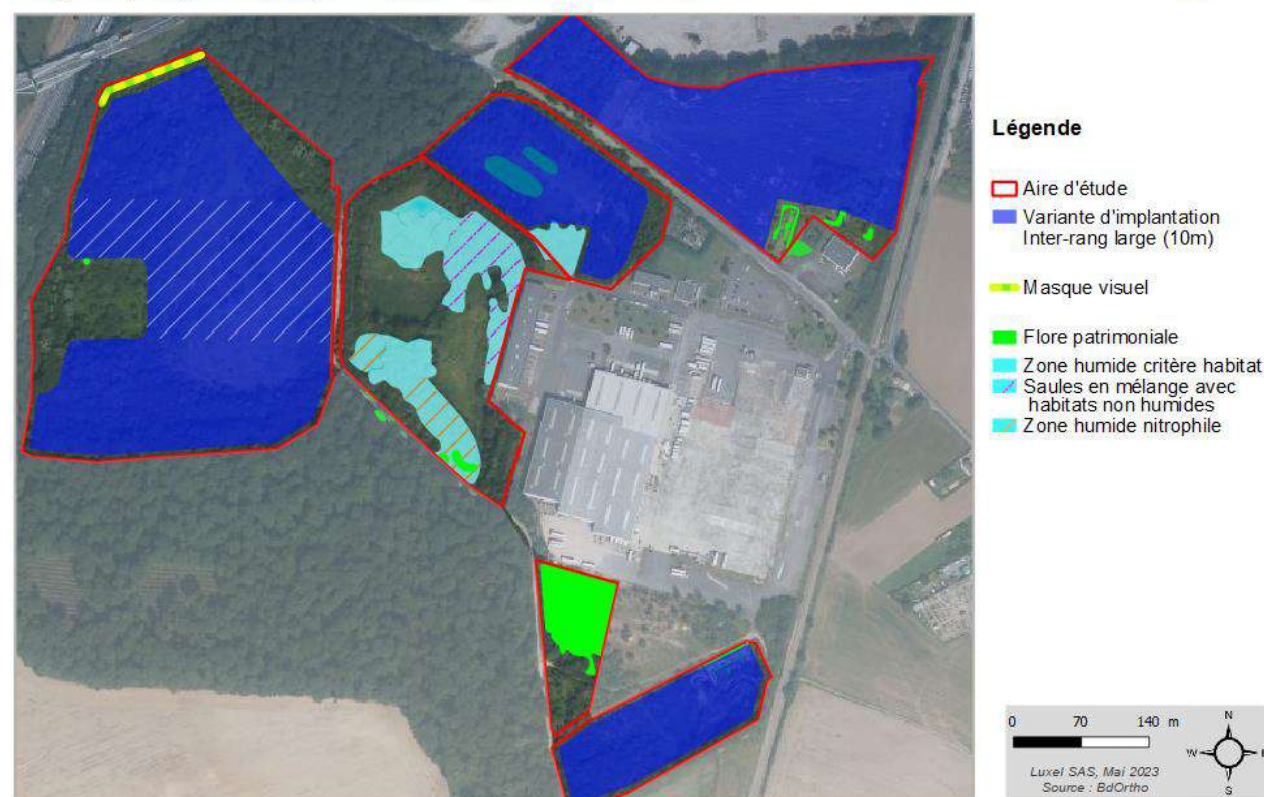 Légende
Aire d'étude
Variante d'implantation
Inter-rang large (10m)
Masque visuel
Flore patrimoniale
Zone humide critère habitat
Saules en mélange avec
habitats non humides
Zone humide nitrophile
0 70 140 m
N
W E
S
Luxel SAS, Mai 2023
Source : BdOrtho